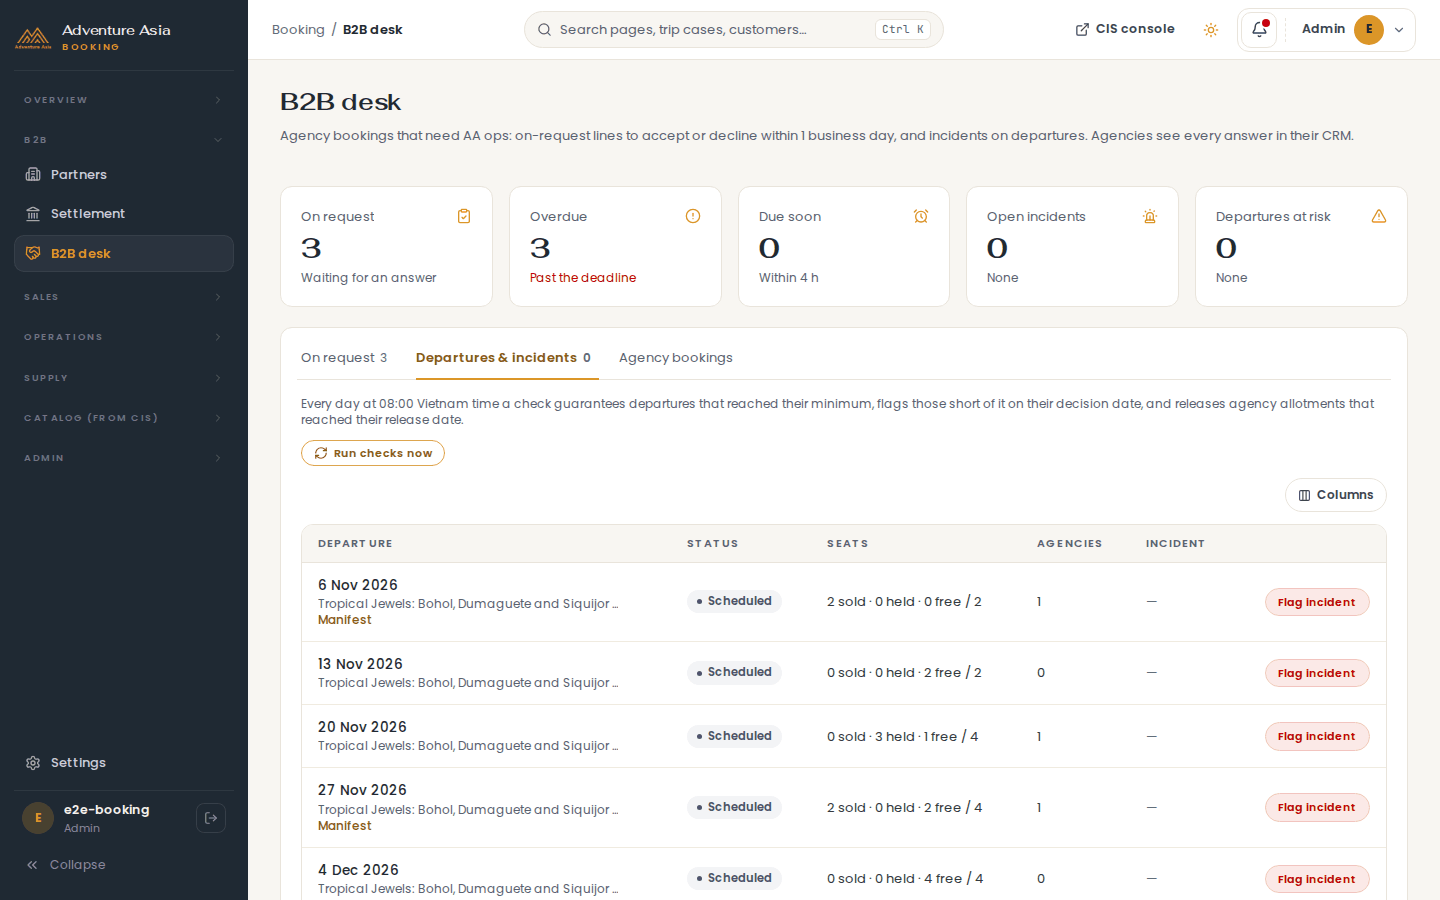 Adventure Asia
BOOKING
Adventure Asia
OVERVIEW
B2B
Partners
Settlement
B2B desk
SALES
OPERATIONS
SUPPLY
CATALOG (FROM CIS)
ADMIN
Settings
E
e2e-booking
Admin
Collapse
Booking / B2B desk
Search pages, trip cases, customers...
Ctrl K
CIS console
Admin
E
B2B desk
Agency bookings that need AA ops: on-request lines to accept or decline within 1 business day, and incidents on departures. Agencies see every answer in their CRM.
On request
3
Waiting for an answer
Overdue
3
Past the deadline
Due soon
0
Within 4 h
Open incidents
0
None
Departures at risk
0
None
On request 3
Departures & incidents 0
Agency bookings
Every day at 08:00 Vietnam time a check guarantees departures that reached their minimum, flags those short of it on their decision date, and releases agency allotments that
reached their release date.
Run checks now
Columns
DEPARTURE STATUS SEATS AGENCIES INCIDENT
6 Nov 2026
Tropical Jewels: Bohol, Dumaguete and Siquijor ...
Manifest
Scheduled
2 sold · 0 held · 0 free / 2
1
—
Flag incident
13 Nov 2026
Tropical Jewels: Bohol, Dumaguete and Siquijor ...
Scheduled
0 sold · 0 held · 2 free / 2
0
—
Flag incident
20 Nov 2026
Tropical Jewels: Bohol, Dumaguete and Siquijor ...
Scheduled
0 sold · 3 held · 1 free / 4
1
—
Flag incident
27 Nov 2026
Tropical Jewels: Bohol, Dumaguete and Siquijor ...
Manifest
Scheduled
2 sold · 0 held · 2 free / 4
1
—
Flag incident
4 Dec 2026
Tropical Jewels: Bohol, Dumaguete and Siquijor ...
Scheduled
0 sold · 0 held · 4 free / 4
0
—
Flag incident